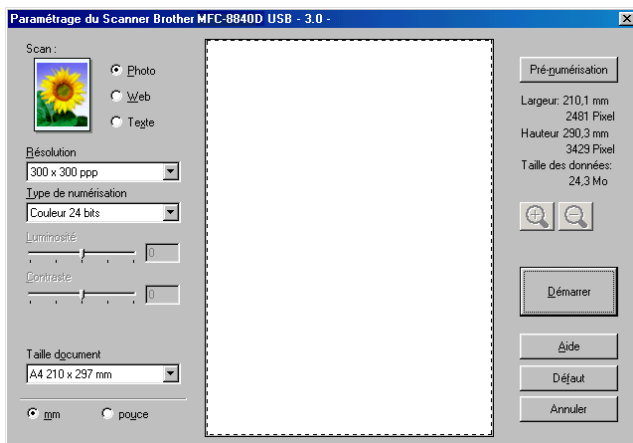 Paramétrage du Scanner Brother MFC-8840D USB - 3.0 -
Scan :
Photo
Web
Texte
Résolution
300 x 300 ppp
Type de numérisation
Couleur 24 bits
Luminosité
0
Contraste
0
Taille document
A4 210 x 297 mm
mm
pouce
Pré-numérisation
Largeur: 210,1 mm
2481 Pixel
Hauteur 290,3 mm
3429 Pixel
Taille des données:
24,3 Mo
Démarrer
Aide
Défaut
Annuler